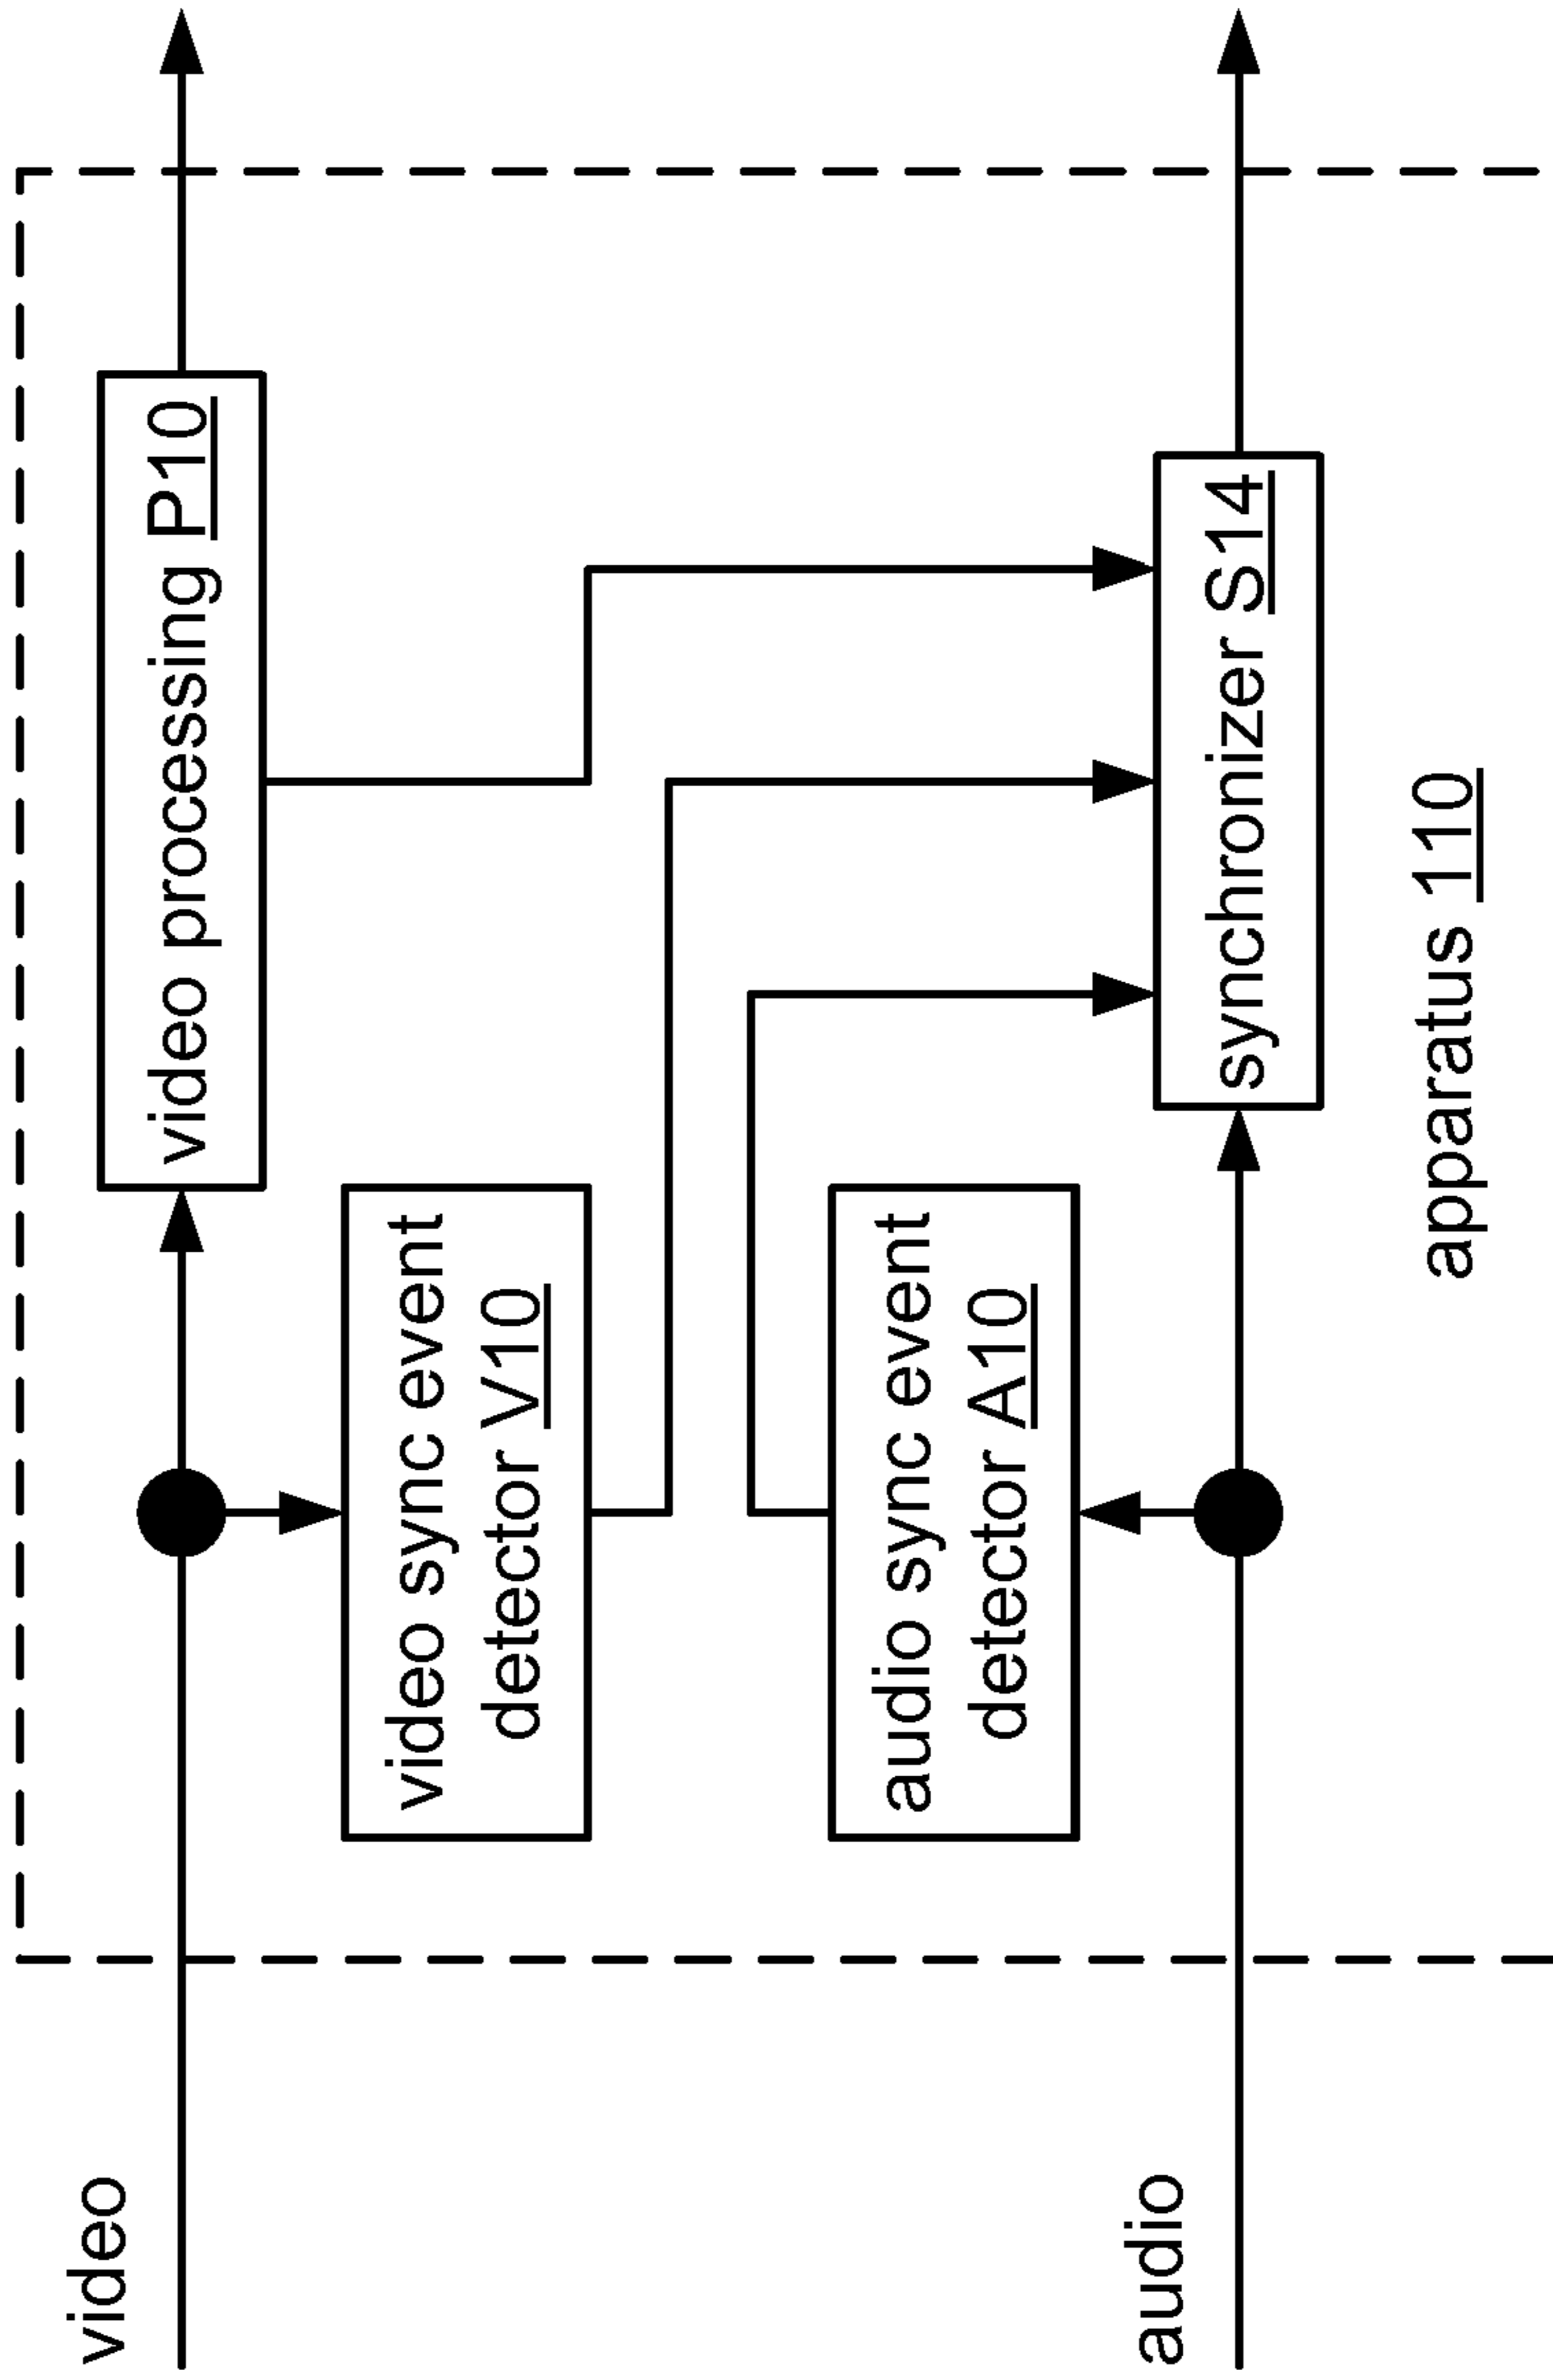 video
video processing P10
video sync event
detector V10
audio sync event
detector A10
audio
synchronizer S14
apparatus 110